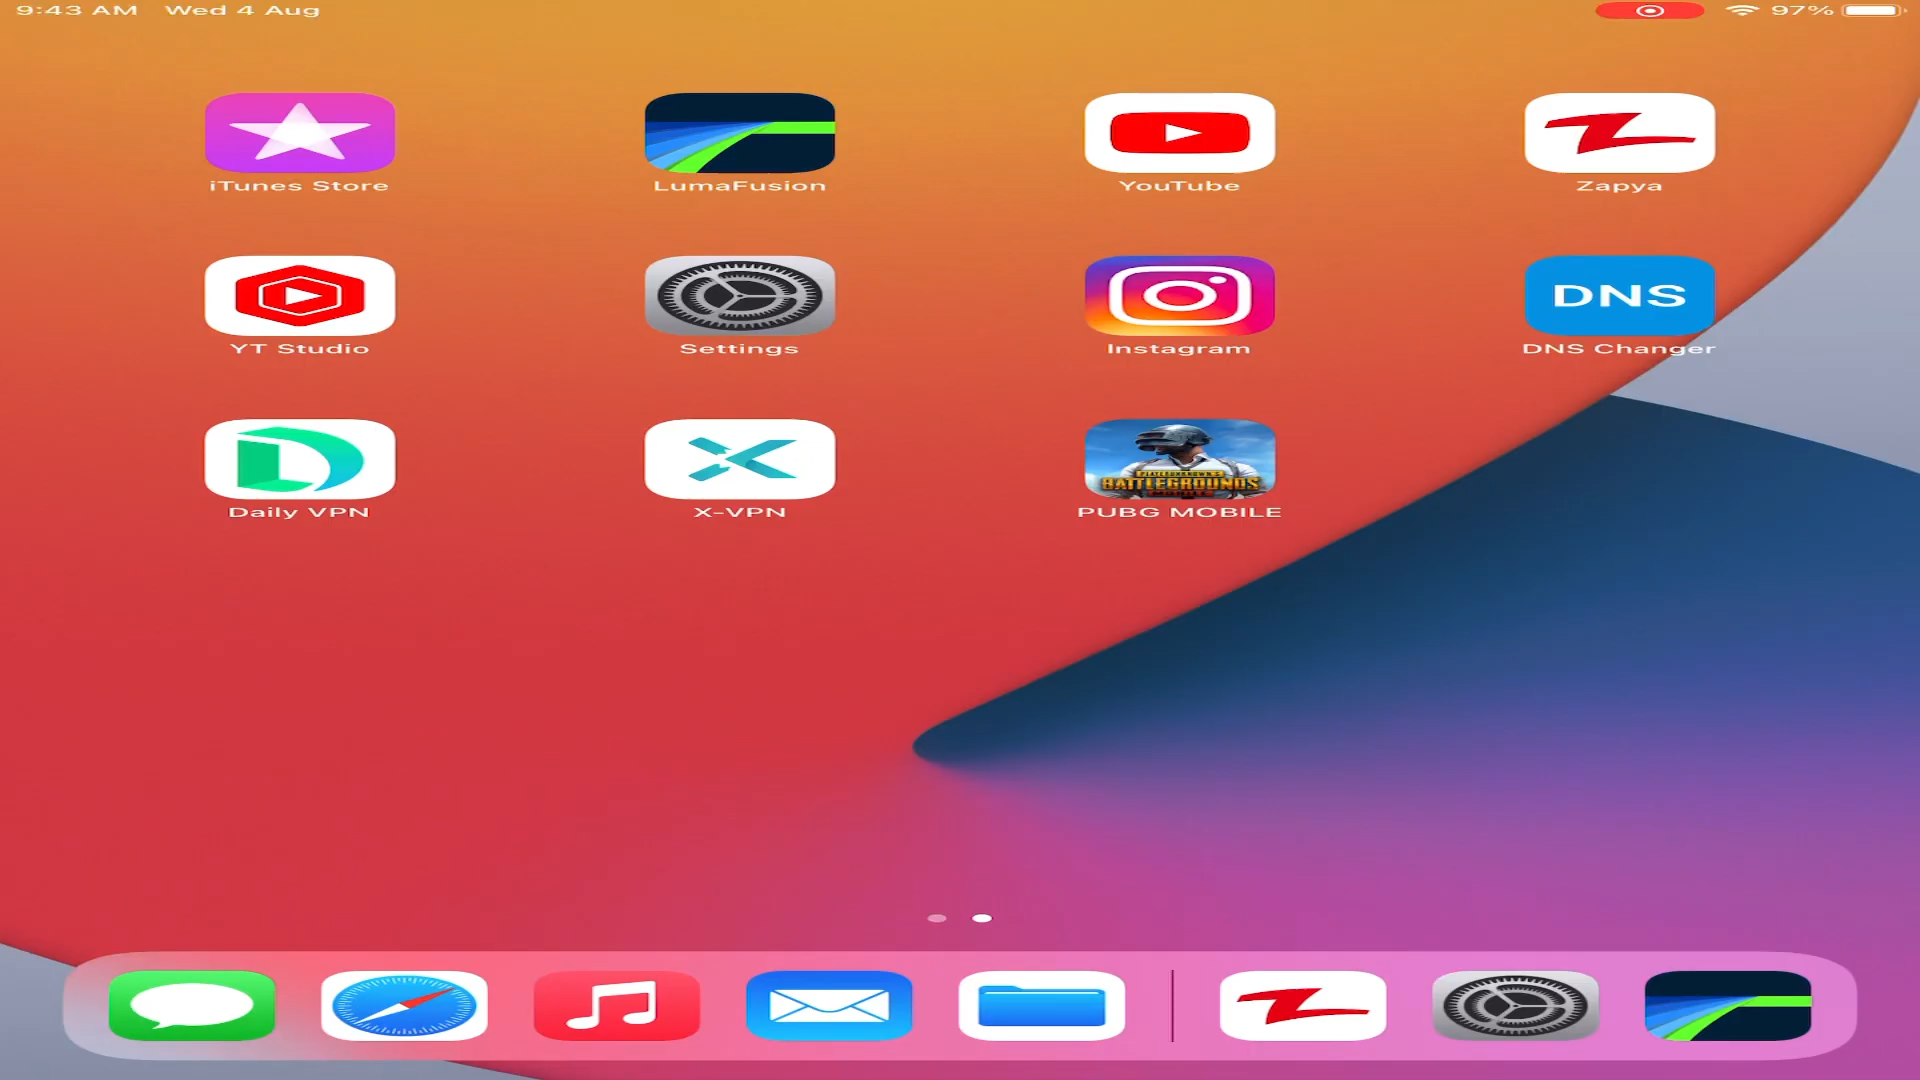 9:43 AM Wed 4 Aug 97%
iTunes Store LumaFusion YouTube Zapya
DNS
YT Studio Settings Instagram DNS Changer
PLAYERUNKNOWN'S
BATTLEGROUNDS
Daily VPN X-VPN PUBG MOBILE